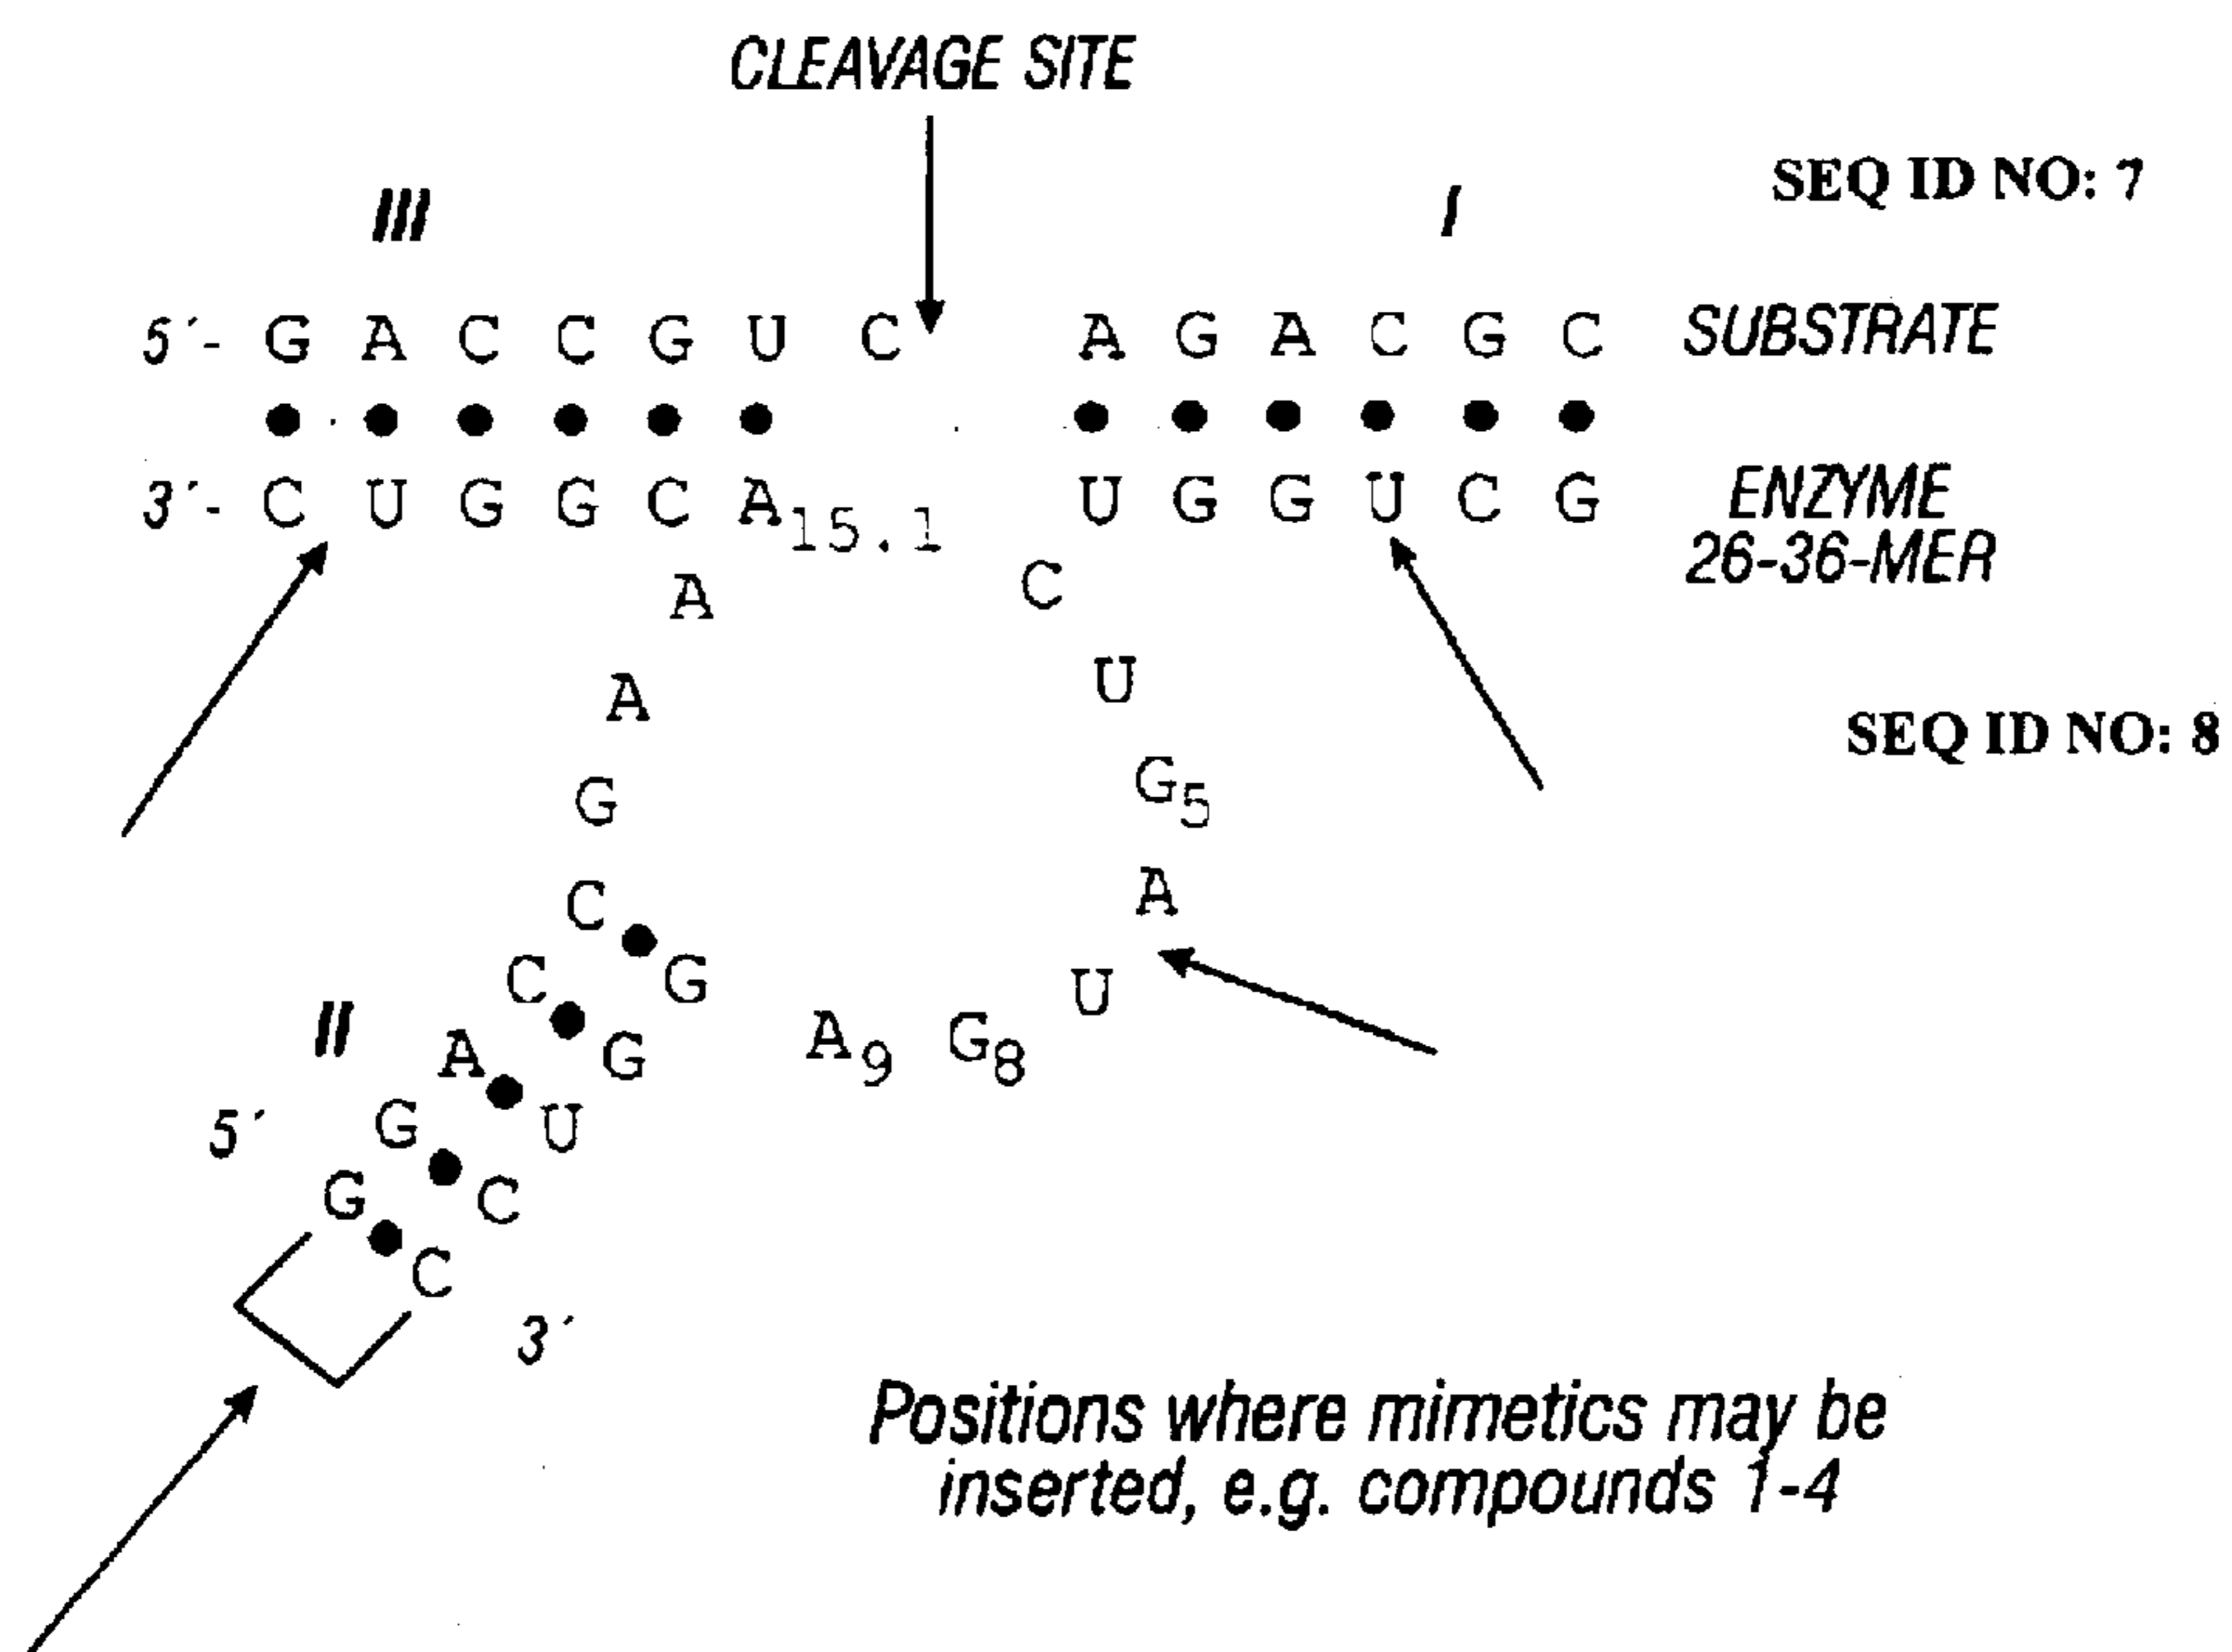 CLEAVAGE SITE
SEQ ID NO: 7
III
I
5´- G A C C G U C A G A C G C SUBSTRATE
3´- C U G G C A15.1 U G G U C G ENZYME
26-36-MER
A C
A U
SEQ ID NO: 8
G G5
C A
C G U
II A G A9 G8
5´ G U
G C
C
3´
Positions where mimetics may be
inserted, e.g. compounds 1-4